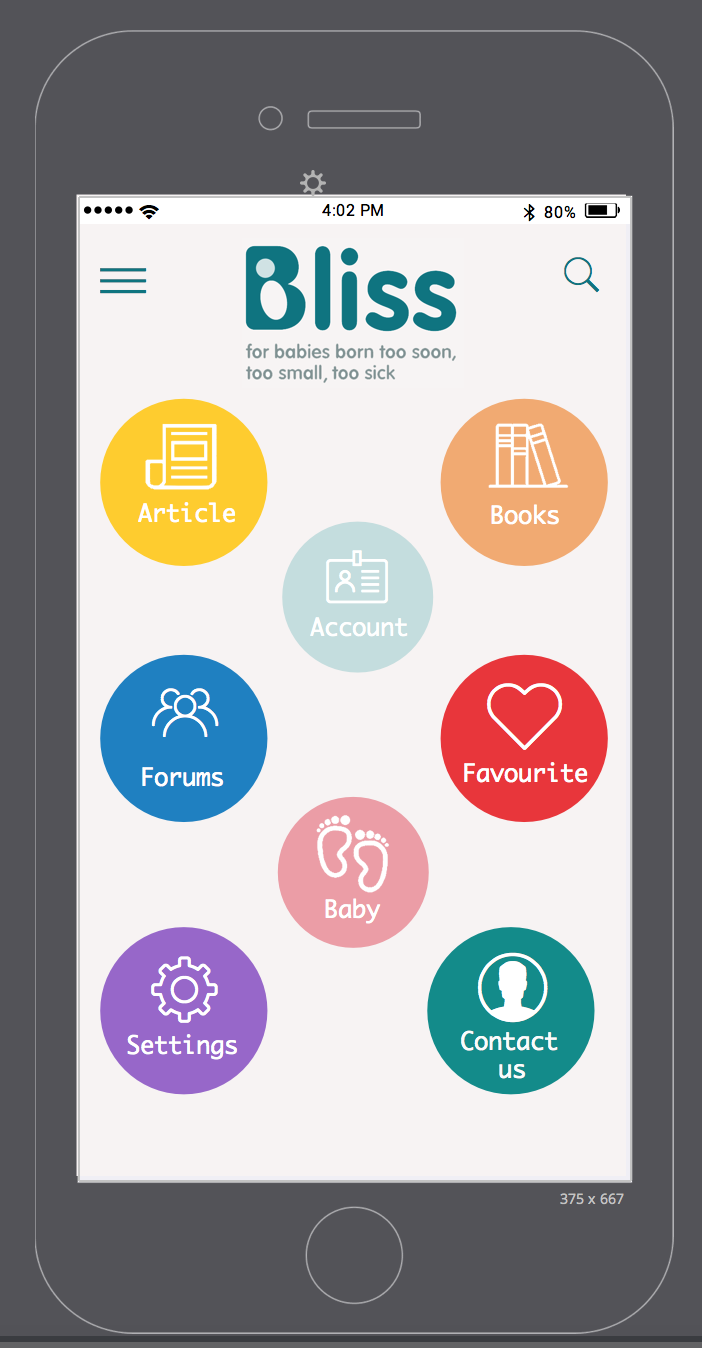 4:02 PM
80%
Bliss
for babies born too soon,
too small, too sick
Article
Books
Account
Forums
Favourite
Baby
Settings
Contact
us
375 x 667